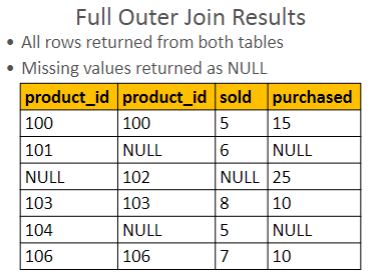 Full Outer Join Results
• All rows returned from both tables
• Missing values returned as NULL
product_id product_id sold purchased
100 100 5 15
101 NULL 6 NULL
NULL 102 NULL 25
103 103 8 10
104 NULL 5 NULL
106 106 7 10